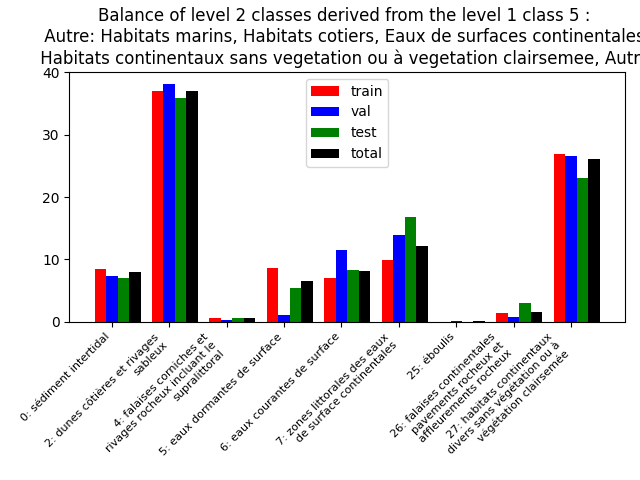 Balance of level 2 classes derived from the level 1 class 5 :
Autre: Habitats marins, Habitats cotiers, Eaux de surfaces continentales
Habitats continentaux sans vegetation ou à vegetation clairsemee, Autr
40
30
20
10
0
train
val
test
total
0: sédiment intertidal
2: dunes côtières et rivages
sableux
4: falaises corniches et
rivages rocheux incluant le
supralittoral
5: eaux dormantes de surface
6: eaux courantes de surface
7: zones littorales des eaux
de surface continentales
25: éboulis
26: falaises continentales
pavements rocheux et
affleurements rocheux
27: habitats continentaux
divers sans végétation ou à
végétation clairsemée